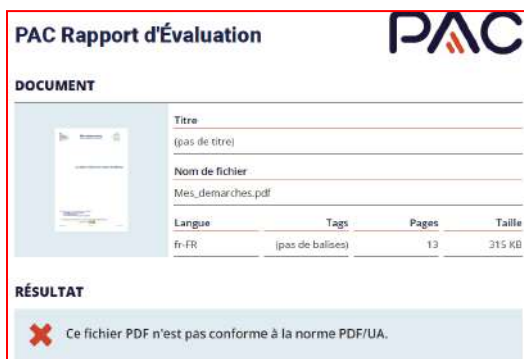 PAC Rapport d'Évaluation
PAC
DOCUMENT
Titre
(pas de titre)
Nom de fichier
Mes_demarches.pdf
Langue Tags Pages Taille
fr-FR (pas de balises) 13 315 KB
RÉSULTAT
Ce fichier PDF n'est pas conforme à la norme PDF/UA.